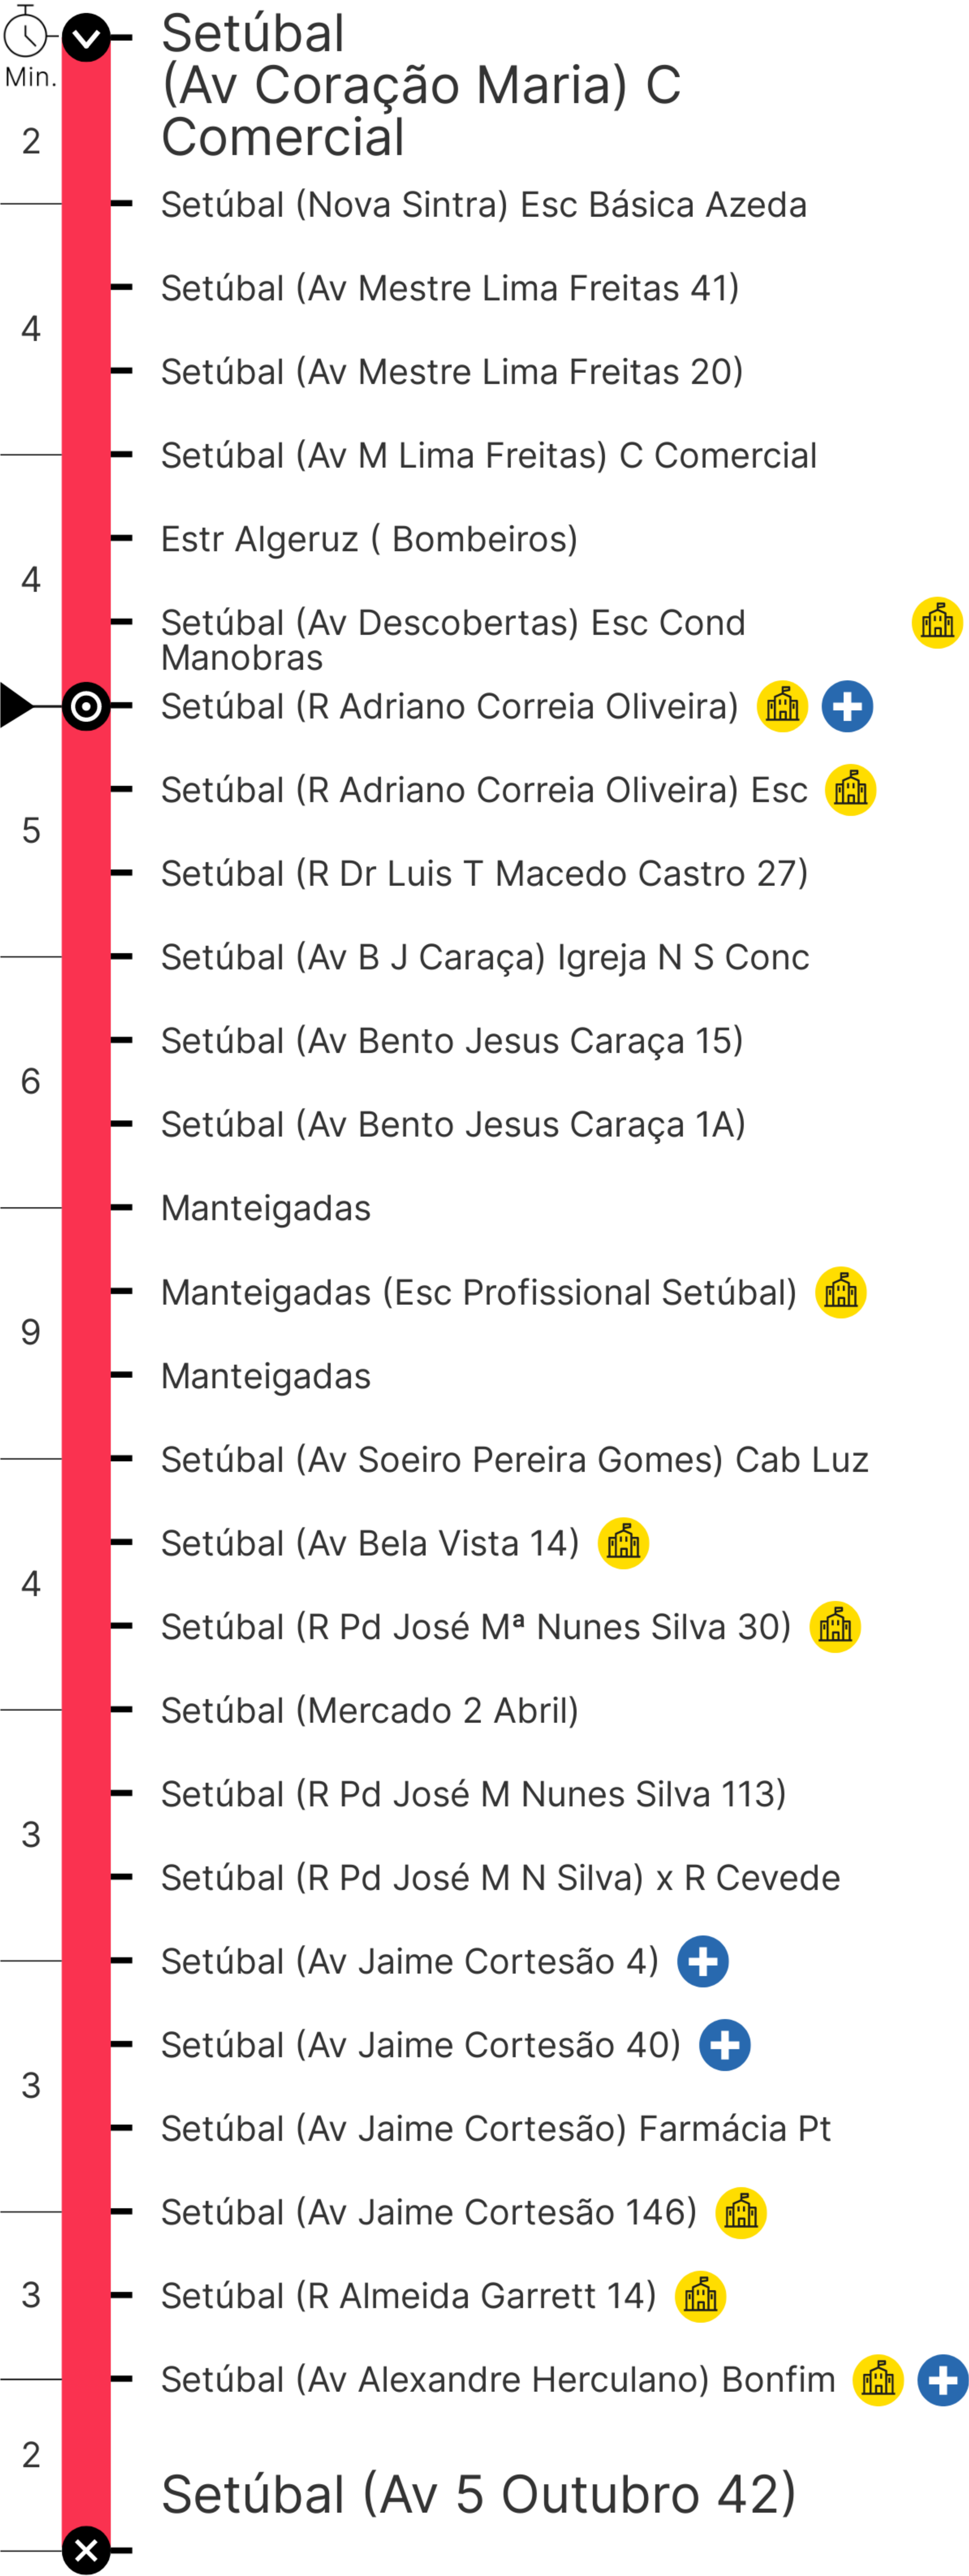 Setúbal
(Av Coração Maria) C
Comercial
Min.
2
Setúbal (Nova Sintra) Esc Básica Azeda
Setúbal (Av Mestre Lima Freitas 41)
4
Setúbal (Av Mestre Lima Freitas 20)
Setúbal (Av M Lima Freitas) C Comercial
Estr Algeruz ( Bombeiros)
4
Setúbal (Av Descobertas) Esc Cond
Manobras
Setúbal (R Adriano Correia Oliveira)
Setúbal (R Adriano Correia Oliveira) Esc
5
Setúbal (R Dr Luis T Macedo Castro 27)
Setúbal (Av B J Caraça) Igreja N S Conc
Setúbal (Av Bento Jesus Caraça 15)
6
Setúbal (Av Bento Jesus Caraça 1A)
Manteigadas
Manteigadas (Esc Profissional Setúbal)
9
Manteigadas
Setúbal (Av Soeiro Pereira Gomes) Cab Luz
Setúbal (Av Bela Vista 14)
4
Setúbal (R Pd José Mª Nunes Silva 30)
Setúbal (Mercado 2 Abril)
Setúbal (R Pd José M Nunes Silva 113)
3
Setúbal (R Pd José M N Silva) x R Cevede
Setúbal (Av Jaime Cortesão 4)
Setúbal (Av Jaime Cortesão 40)
3
Setúbal (Av Jaime Cortesão) Farmácia Pt
Setúbal (Av Jaime Cortesão 146)
3
Setúbal (R Almeida Garrett 14)
Setúbal (Av Alexandre Herculano) Bonfim
2
Setúbal (Av 5 Outubro 42)